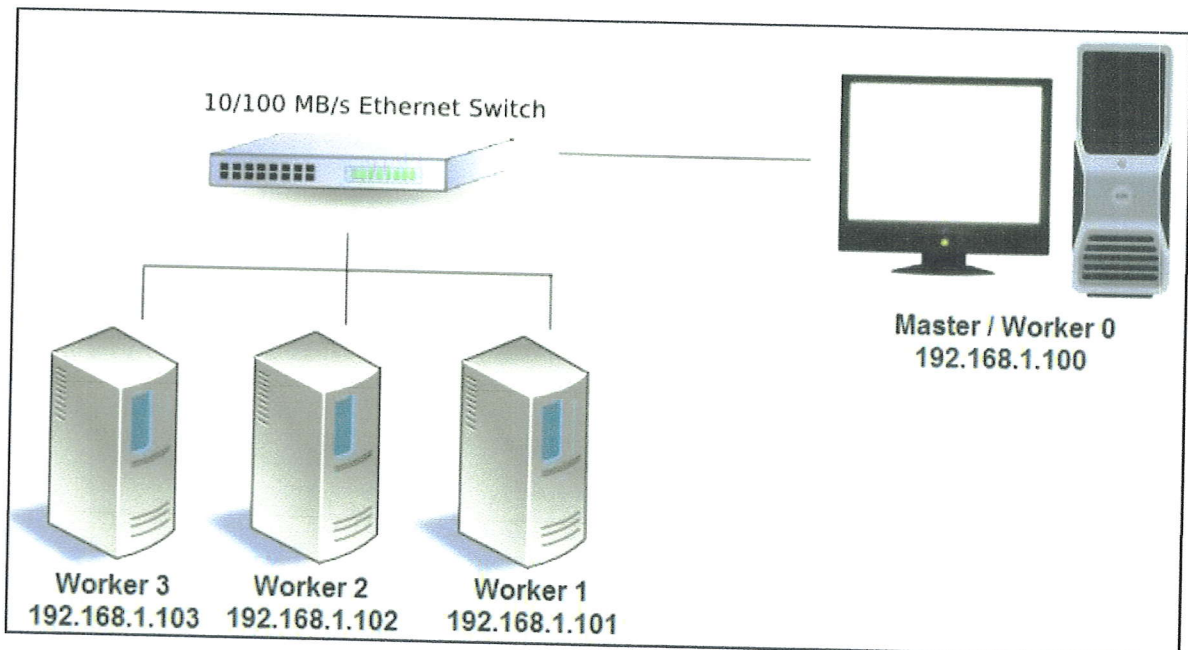 10/100 MB/s Ethernet Switch
Master / Worker 0
192.168.1.100
Worker 3
192.168.1.103
Worker 2
192.168.1.102
Worker 1
192.168.1.101